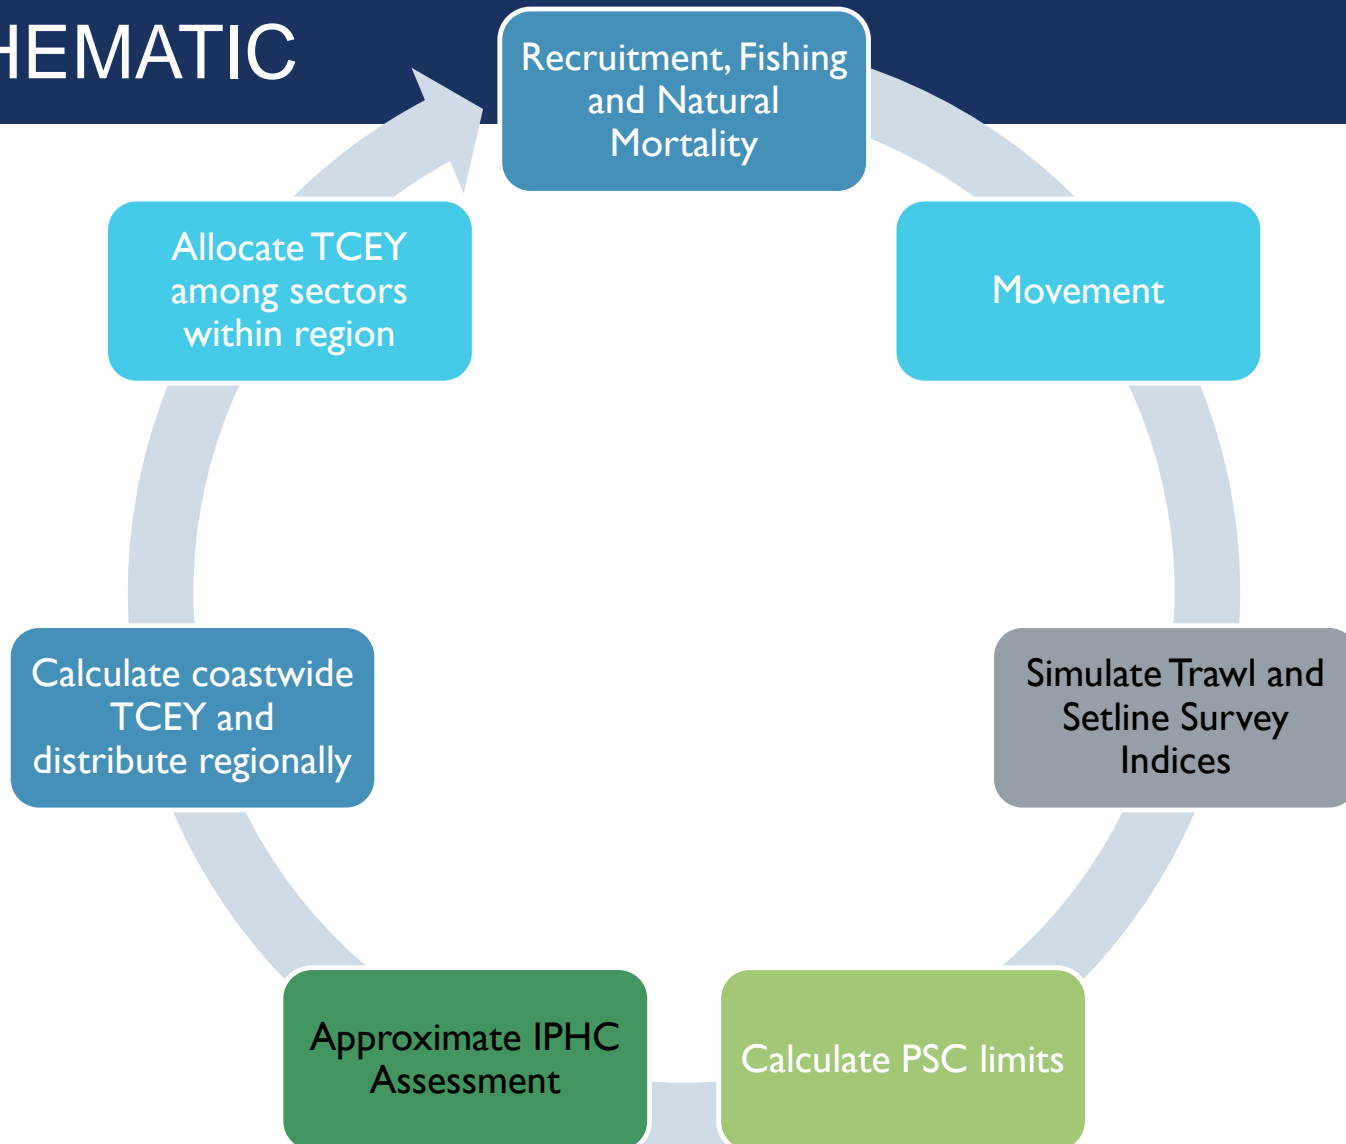 HEMATIC
Recruitment, Fishing
and Natural
Mortality
Movement
Simulate Trawl and
Setline Survey
Indices
Calculate PSC limits
Approximate IPHC
Assessment
Calculate coastwide
TCEY and
distribute regionally
Allocate TCEY
among sectors
within region